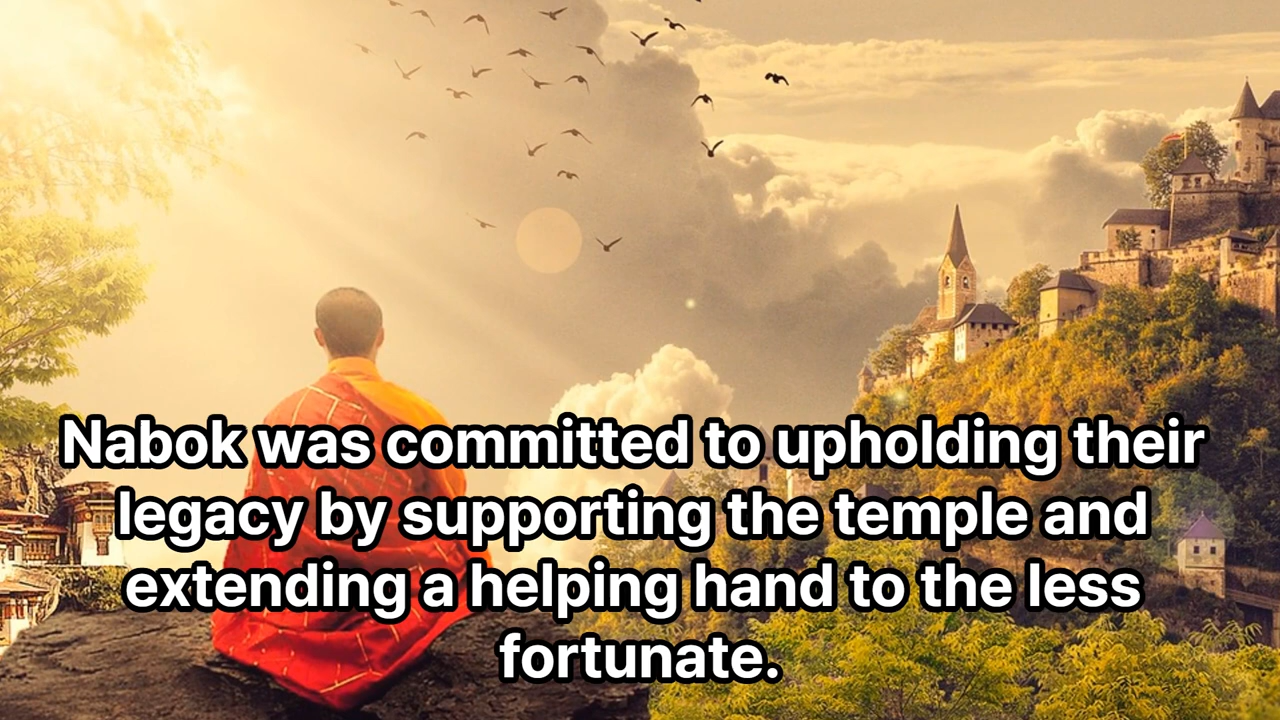 Nabok was committed to upholding their
legacy by supporting the temple and
extending a helping hand to the less
fortunate.